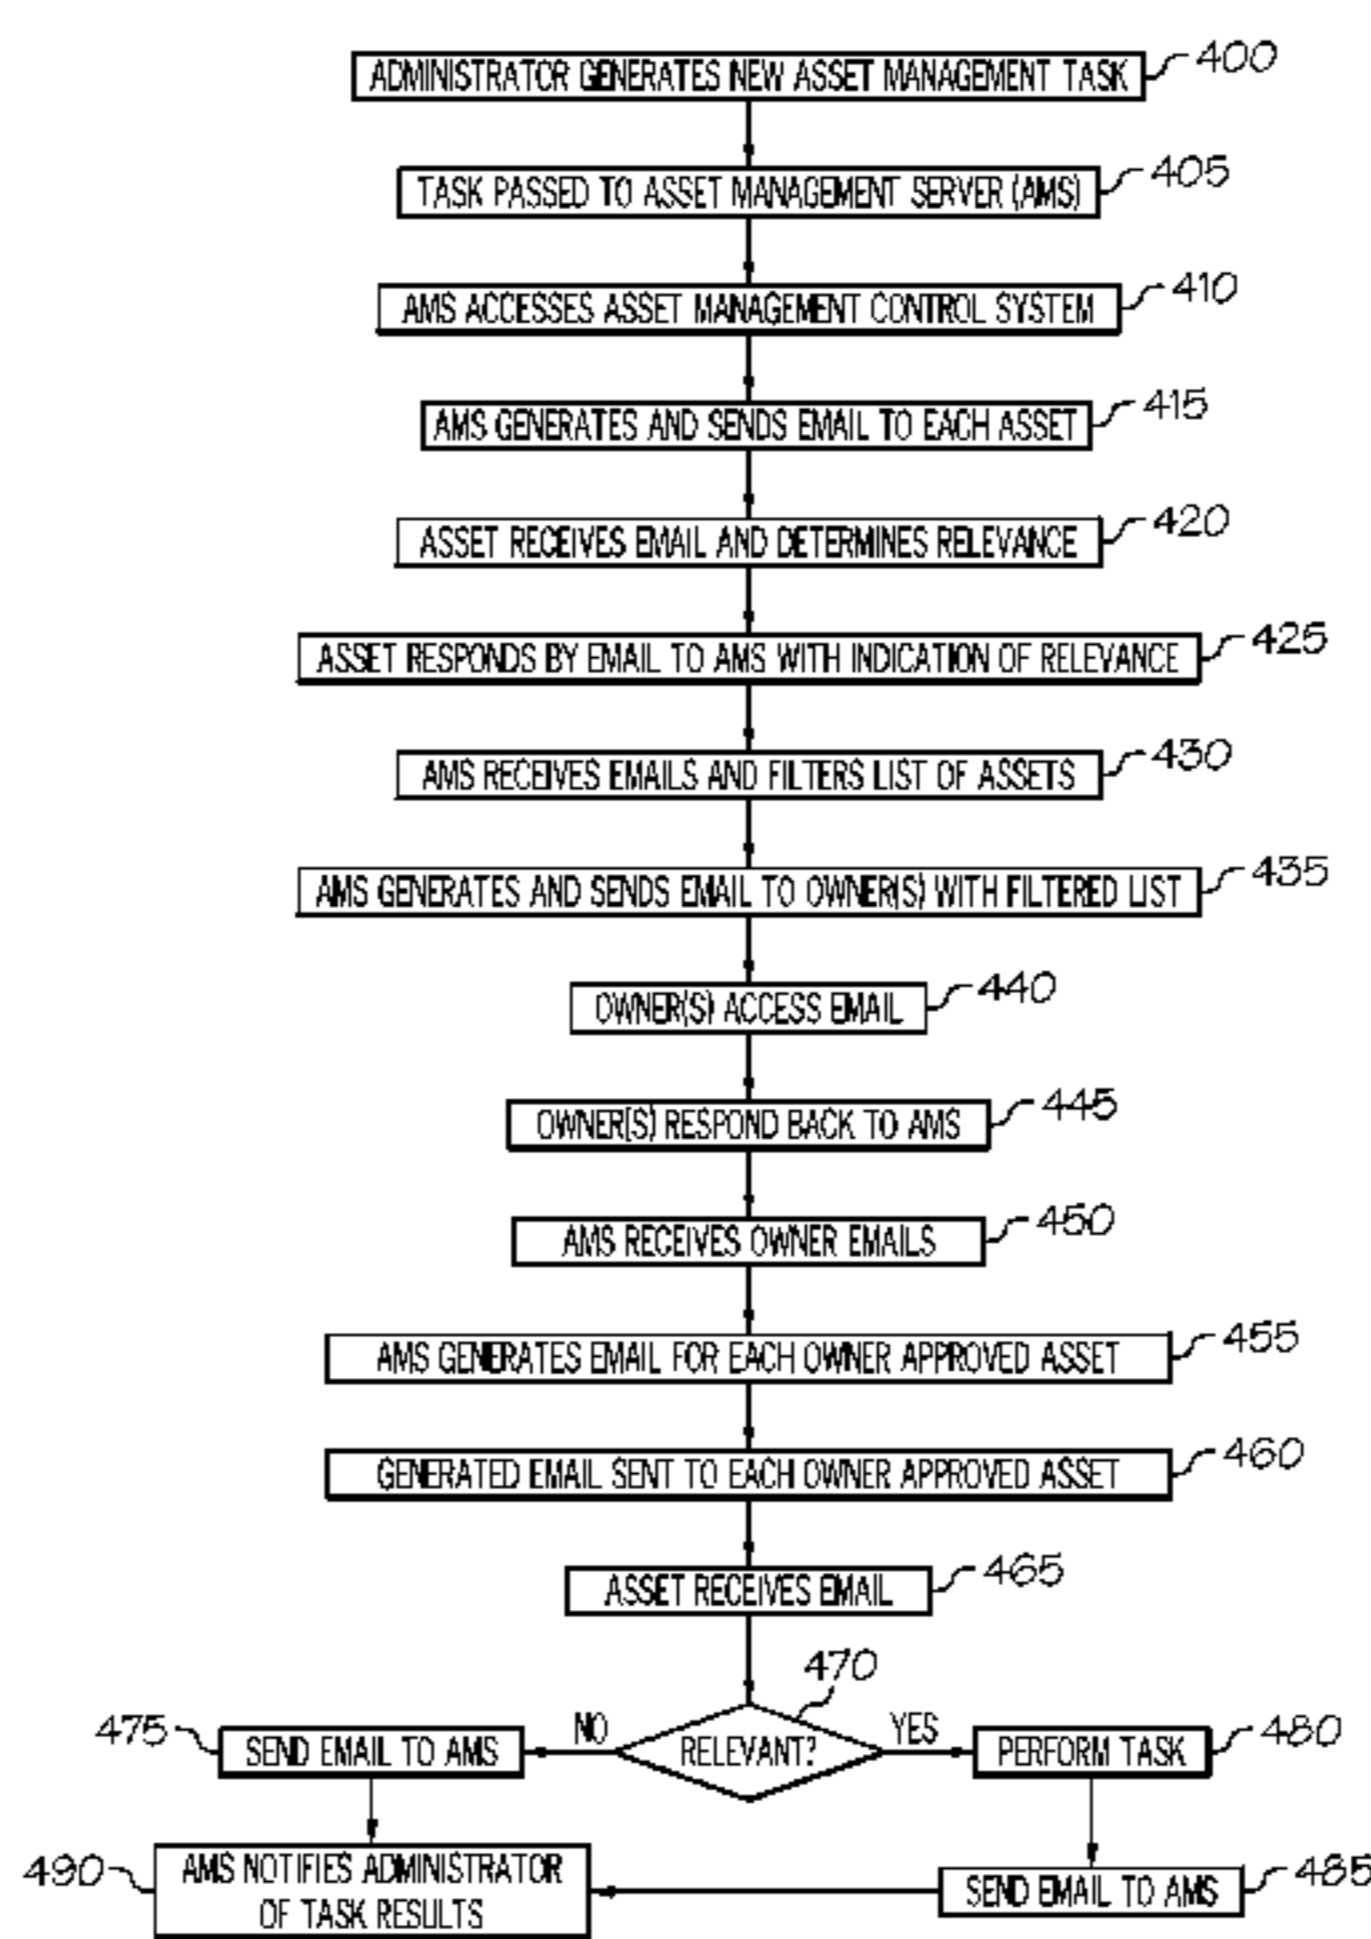 ADMINISTRATOR GENERATES NEW ASSET MANAGEMENT TASK 400
TASK PASSED TO ASSET MANAGEMENT SERVER (AMS) 405
AMS ACCESSES ASSET MANAGEMENT CONTROL SYSTEM 410
AMS GENERATES AND SENDS EMAIL TO EACH ASSET 415
ASSET RECEIVES EMAIL AND DETERMINES RELEVANCE 420
ASSET RESPONDS BY EMAIL TO AMS WITH INDICATION OF RELEVANCE 425
AMS RECEIVES EMAILS AND FILTERS LIST OF ASSETS 430
AMS GENERATES AND SENDS EMAIL TO OWNER(S) WITH FILTERED LIST 435
OWNER(S) ACCESS EMAIL 440
OWNER(S) RESPOND BACK TO AMS 445
AMS RECEIVES OWNER EMAILS 450
AMS GENERATES EMAIL FOR EACH OWNER APPROVED ASSET 455
GENERATED EMAIL SENT TO EACH OWNER APPROVED ASSET 460
ASSET RECEIVES EMAIL 465
470
475 SEND EMAIL TO AMS NO RELEVANT? YES PERFORM TASK 480
490 AMS NOTIFIES ADMINISTRATOR
OF TASK RESULTS
SEND EMAIL TO AMS 485